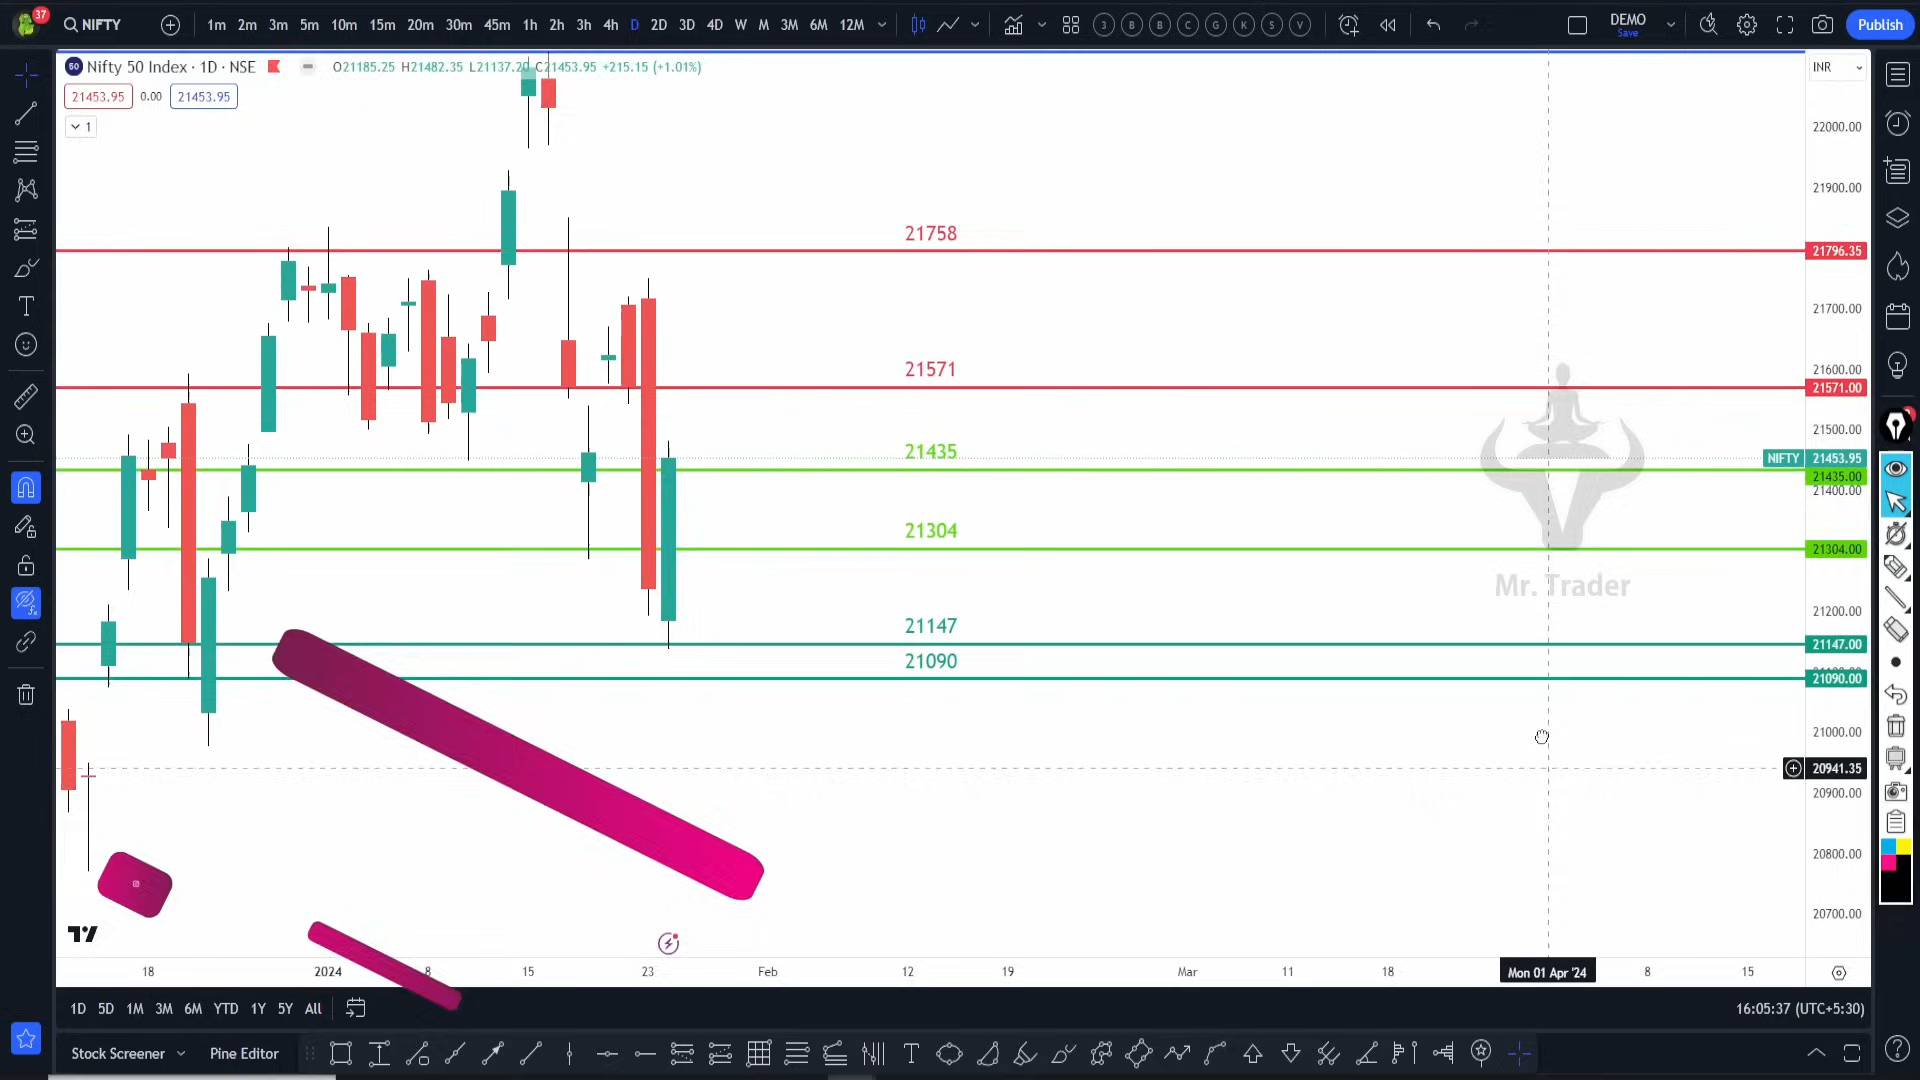 37
NIFTY
1m 2m 3m 5m 10m 15m 20m 30m 45m 1h 2h 3h 4h D 2D 3D 4D W M 3M 6M 12M
3 B B C G K S V
DEMO
Save
Publish
50 Nifty 50 Index · 1D · NSE O21185.25 H21482.35 L21137.20 C21453.95 +215.15 (+1.01%)
INR
21453.95 0.00 21453.95
1
22000.00
21900.00
21758
21796.35
21700.00
21571
21600.00
21571.00
21500.00
21435
NIFTY 21453.95
21435.00
21400.00
21304
21304.00
Mr. Trader
21200.00
21147
21147.00
21090
21090.00
21000.00
20941.35
20900.00
20800.00
20700.00
18 2024 8 15 23 Feb 12 19 Mar 11 18 Mon 01 Apr '24 8 15
1D 5D 1M 3M 6M YTD 1Y 5Y All
16:05:37 (UTC+5:30)
Stock Screener Pine Editor